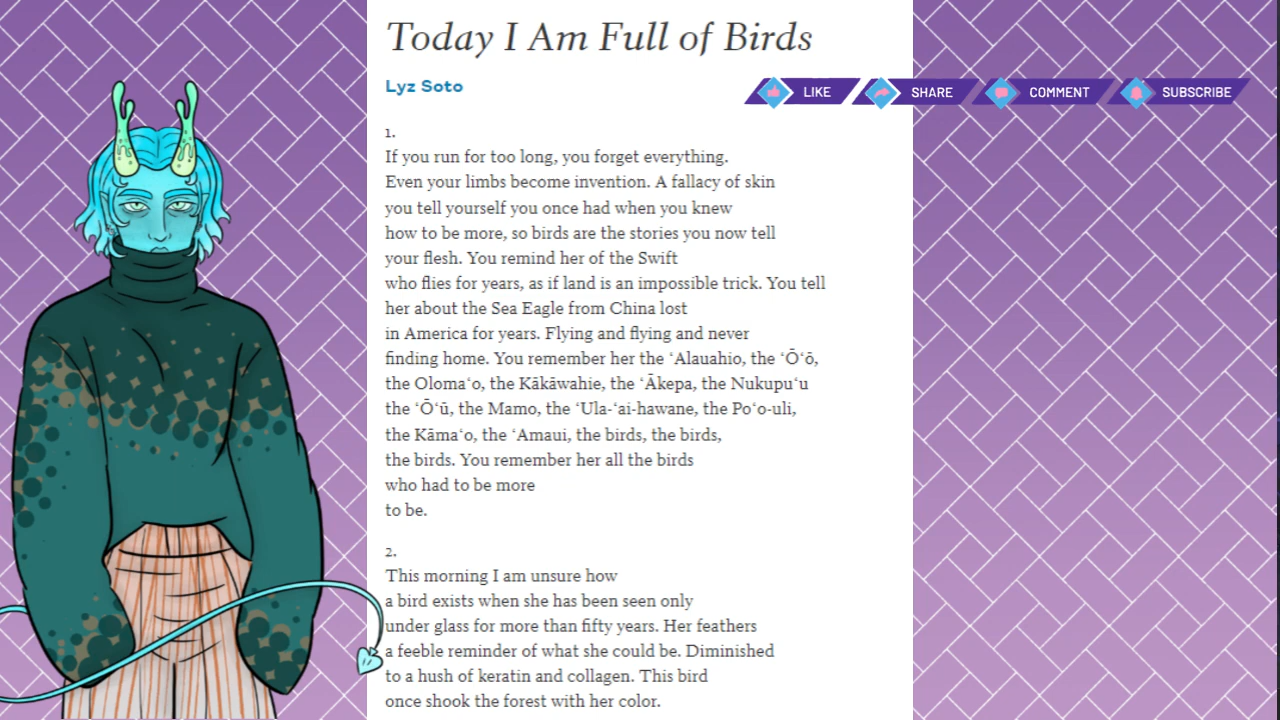 Today I Am Full of Birds
Lyz Soto
LIKE
SHARE
COMMENT
SUBSCRIBE
1.
If you run for too long, you forget everything.
Even your limbs become invention. A fallacy of skin
you tell yourself you once had when you knew
how to be more, so birds are the stories you now tell
your flesh. You remind her of the Swift
who flies for years, as if land is an impossible trick. You tell
her about the Sea Eagle from China lost
in America for years. Flying and flying and never
finding home. You remember her the ʻAlauahio, the ʻŌʻō,
the Olomaʻo, the Kākāwahie, the ʻĀkepa, the Nukupuʻu
the ʻŌʻū, the Mamo, the ʻUla-ʻai-hawane, the Poʻo-uli,
the Kāmaʻo, the ʻAmaui, the birds, the birds,
the birds. You remember her all the birds
who had to be more
to be.
2.
This morning I am unsure how
a bird exists when she has been seen only
under glass for more than fifty years. Her feathers
a feeble reminder of what she could be. Diminished
to a hush of keratin and collagen. This bird
once shook the forest with her color.